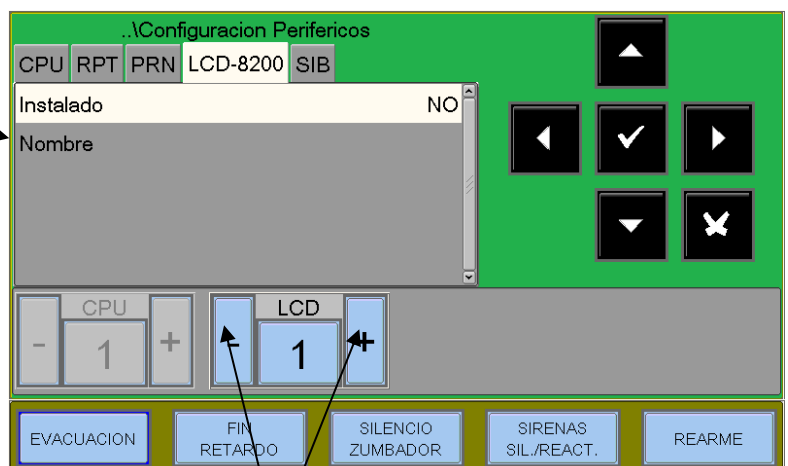 ..\Configuracion Perifericos
CPU RPT PRN LCD-8200 SIB
Instalado NO
Nombre
CPU LCD
- 1 + - 1 +
EVACUACION
FIN
RETARDO
SILENCIO
ZUMBADOR
SIRENAS
SIL./REACT.
REARME